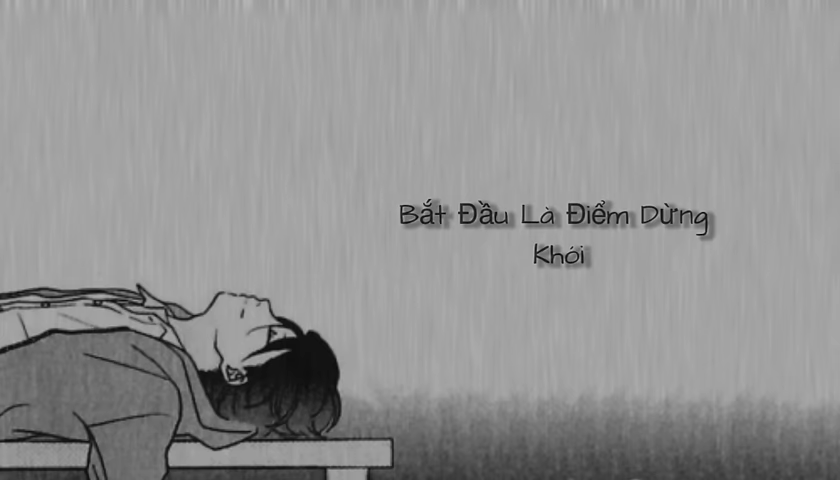 Bắt Đầu Là Điểm Dừng
Khói